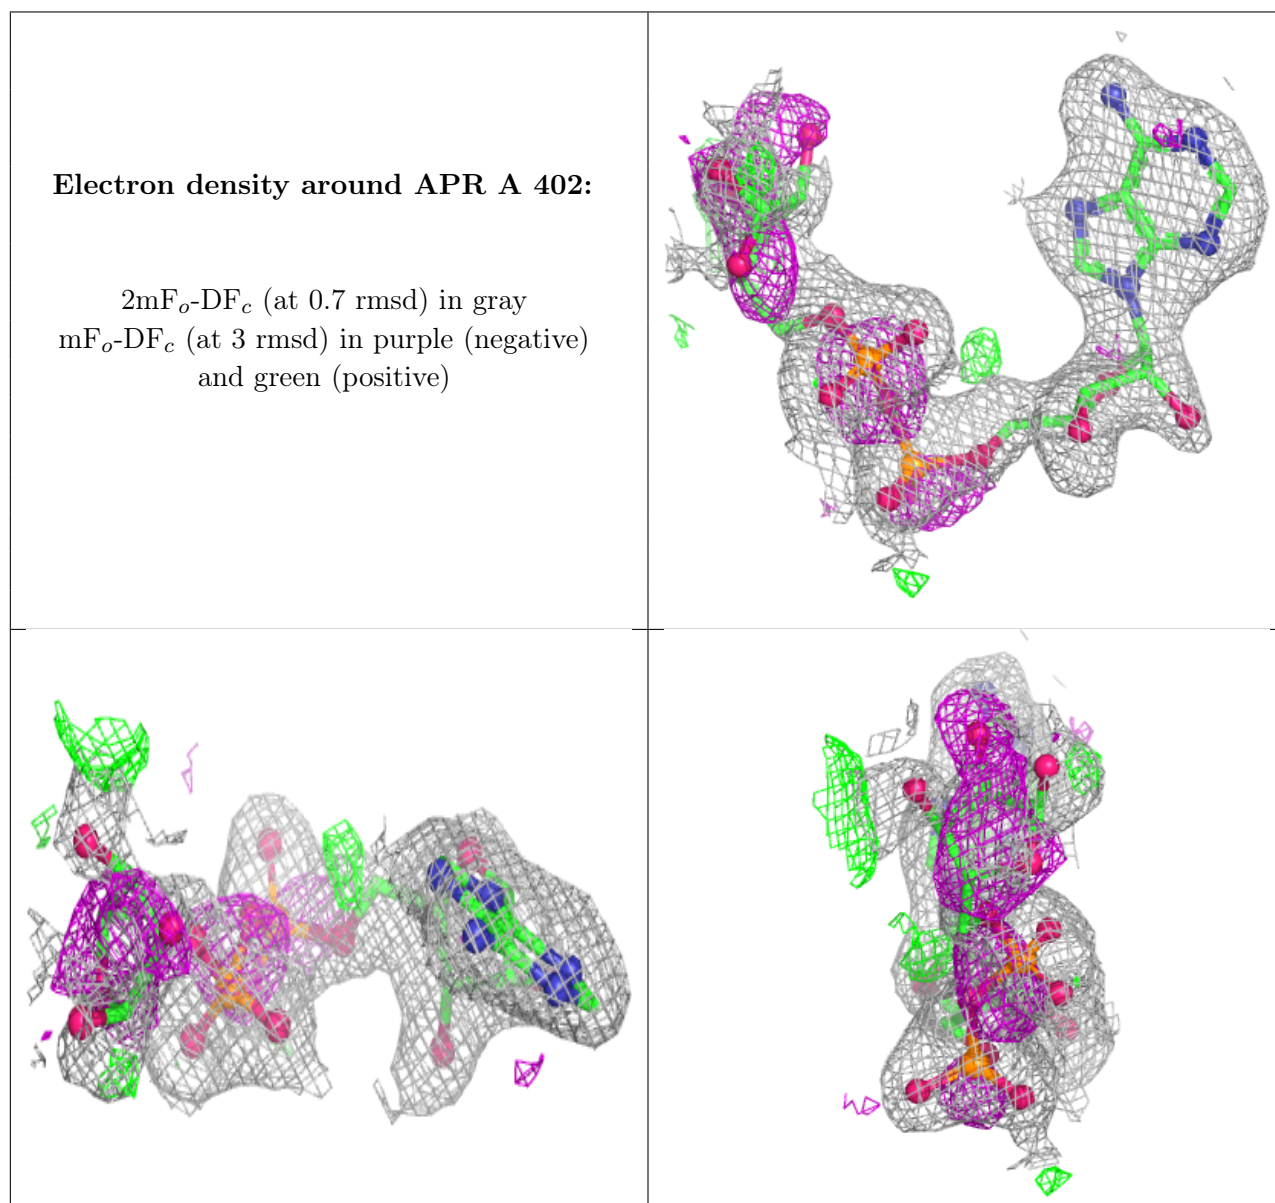 Electron density around APR A 402:
2mFo-DFc (at 0.7 rmsd) in gray
mFo-DFc (at 3 rmsd) in purple (negative)
and green (positive)